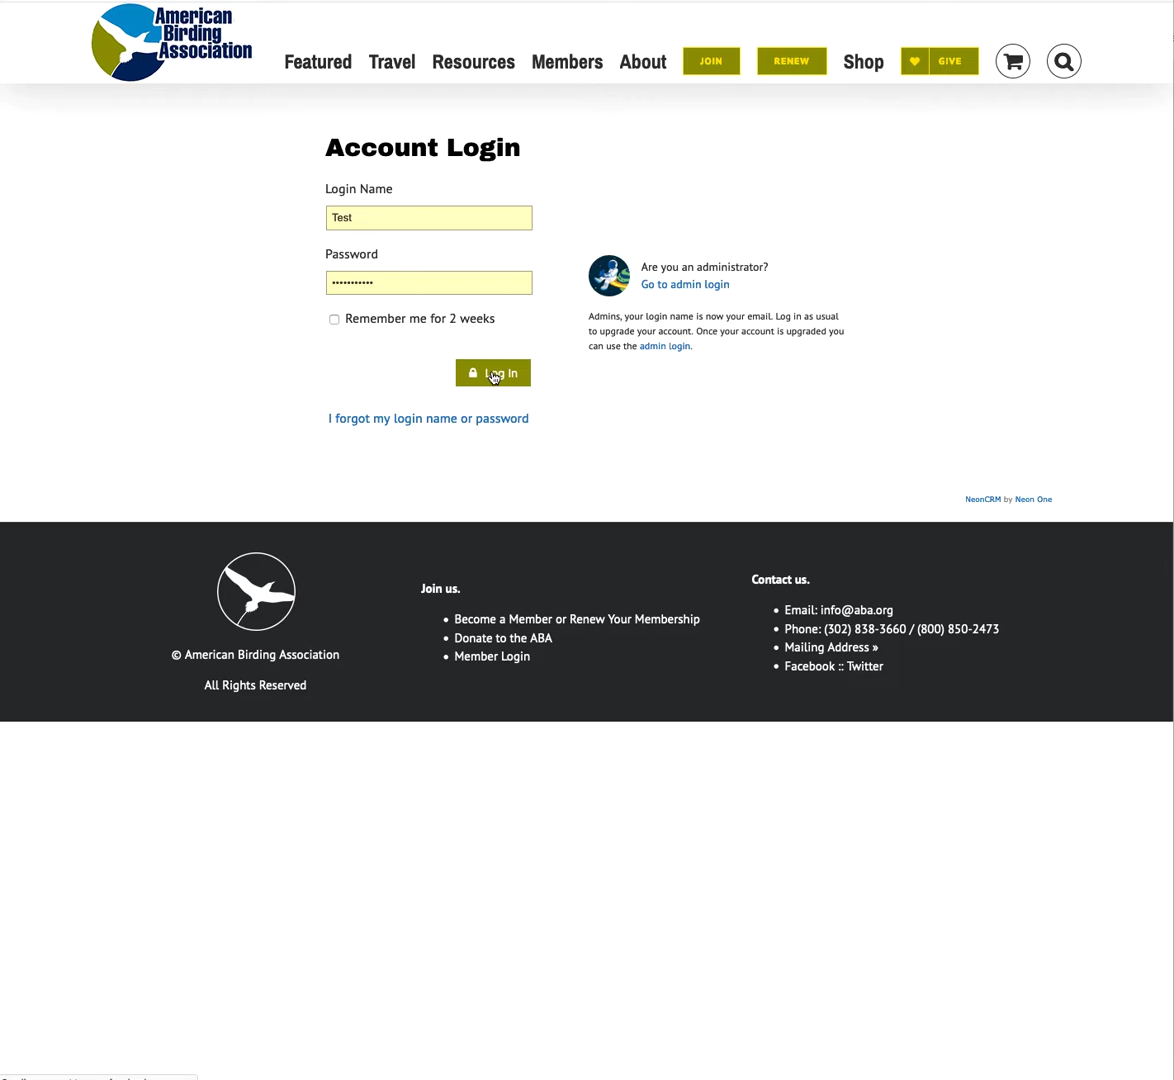 American
Birding
Association
Featured Travel Resources Members About JOIN RENEW Shop GIVE
Account Login
Login Name
Test
Password
•••••••••••
Remember me for 2 weeks
Log In
I forgot my login name or password
Are you an administrator?
Go to admin login
Admins, your login name is now your email. Log in as usual
to upgrade your account. Once your account is upgraded you
can use the admin login.
NeonCRM by Neon One
© American Birding Association
All Rights Reserved
Join us.
• Become a Member or Renew Your Membership
• Donate to the ABA
• Member Login
Contact us.
• Email: info@aba.org
• Phone: (302) 838-3660 / (800) 850-2473
• Mailing Address »
• Facebook :: Twitter